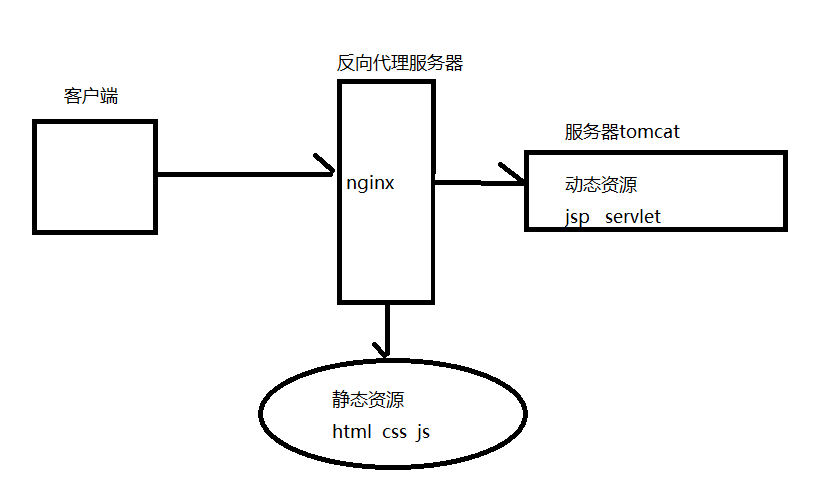 反向代理服务器
客户端
服务器tomcat
nginx
动态资源
jsp servlet
静态资源
html css js